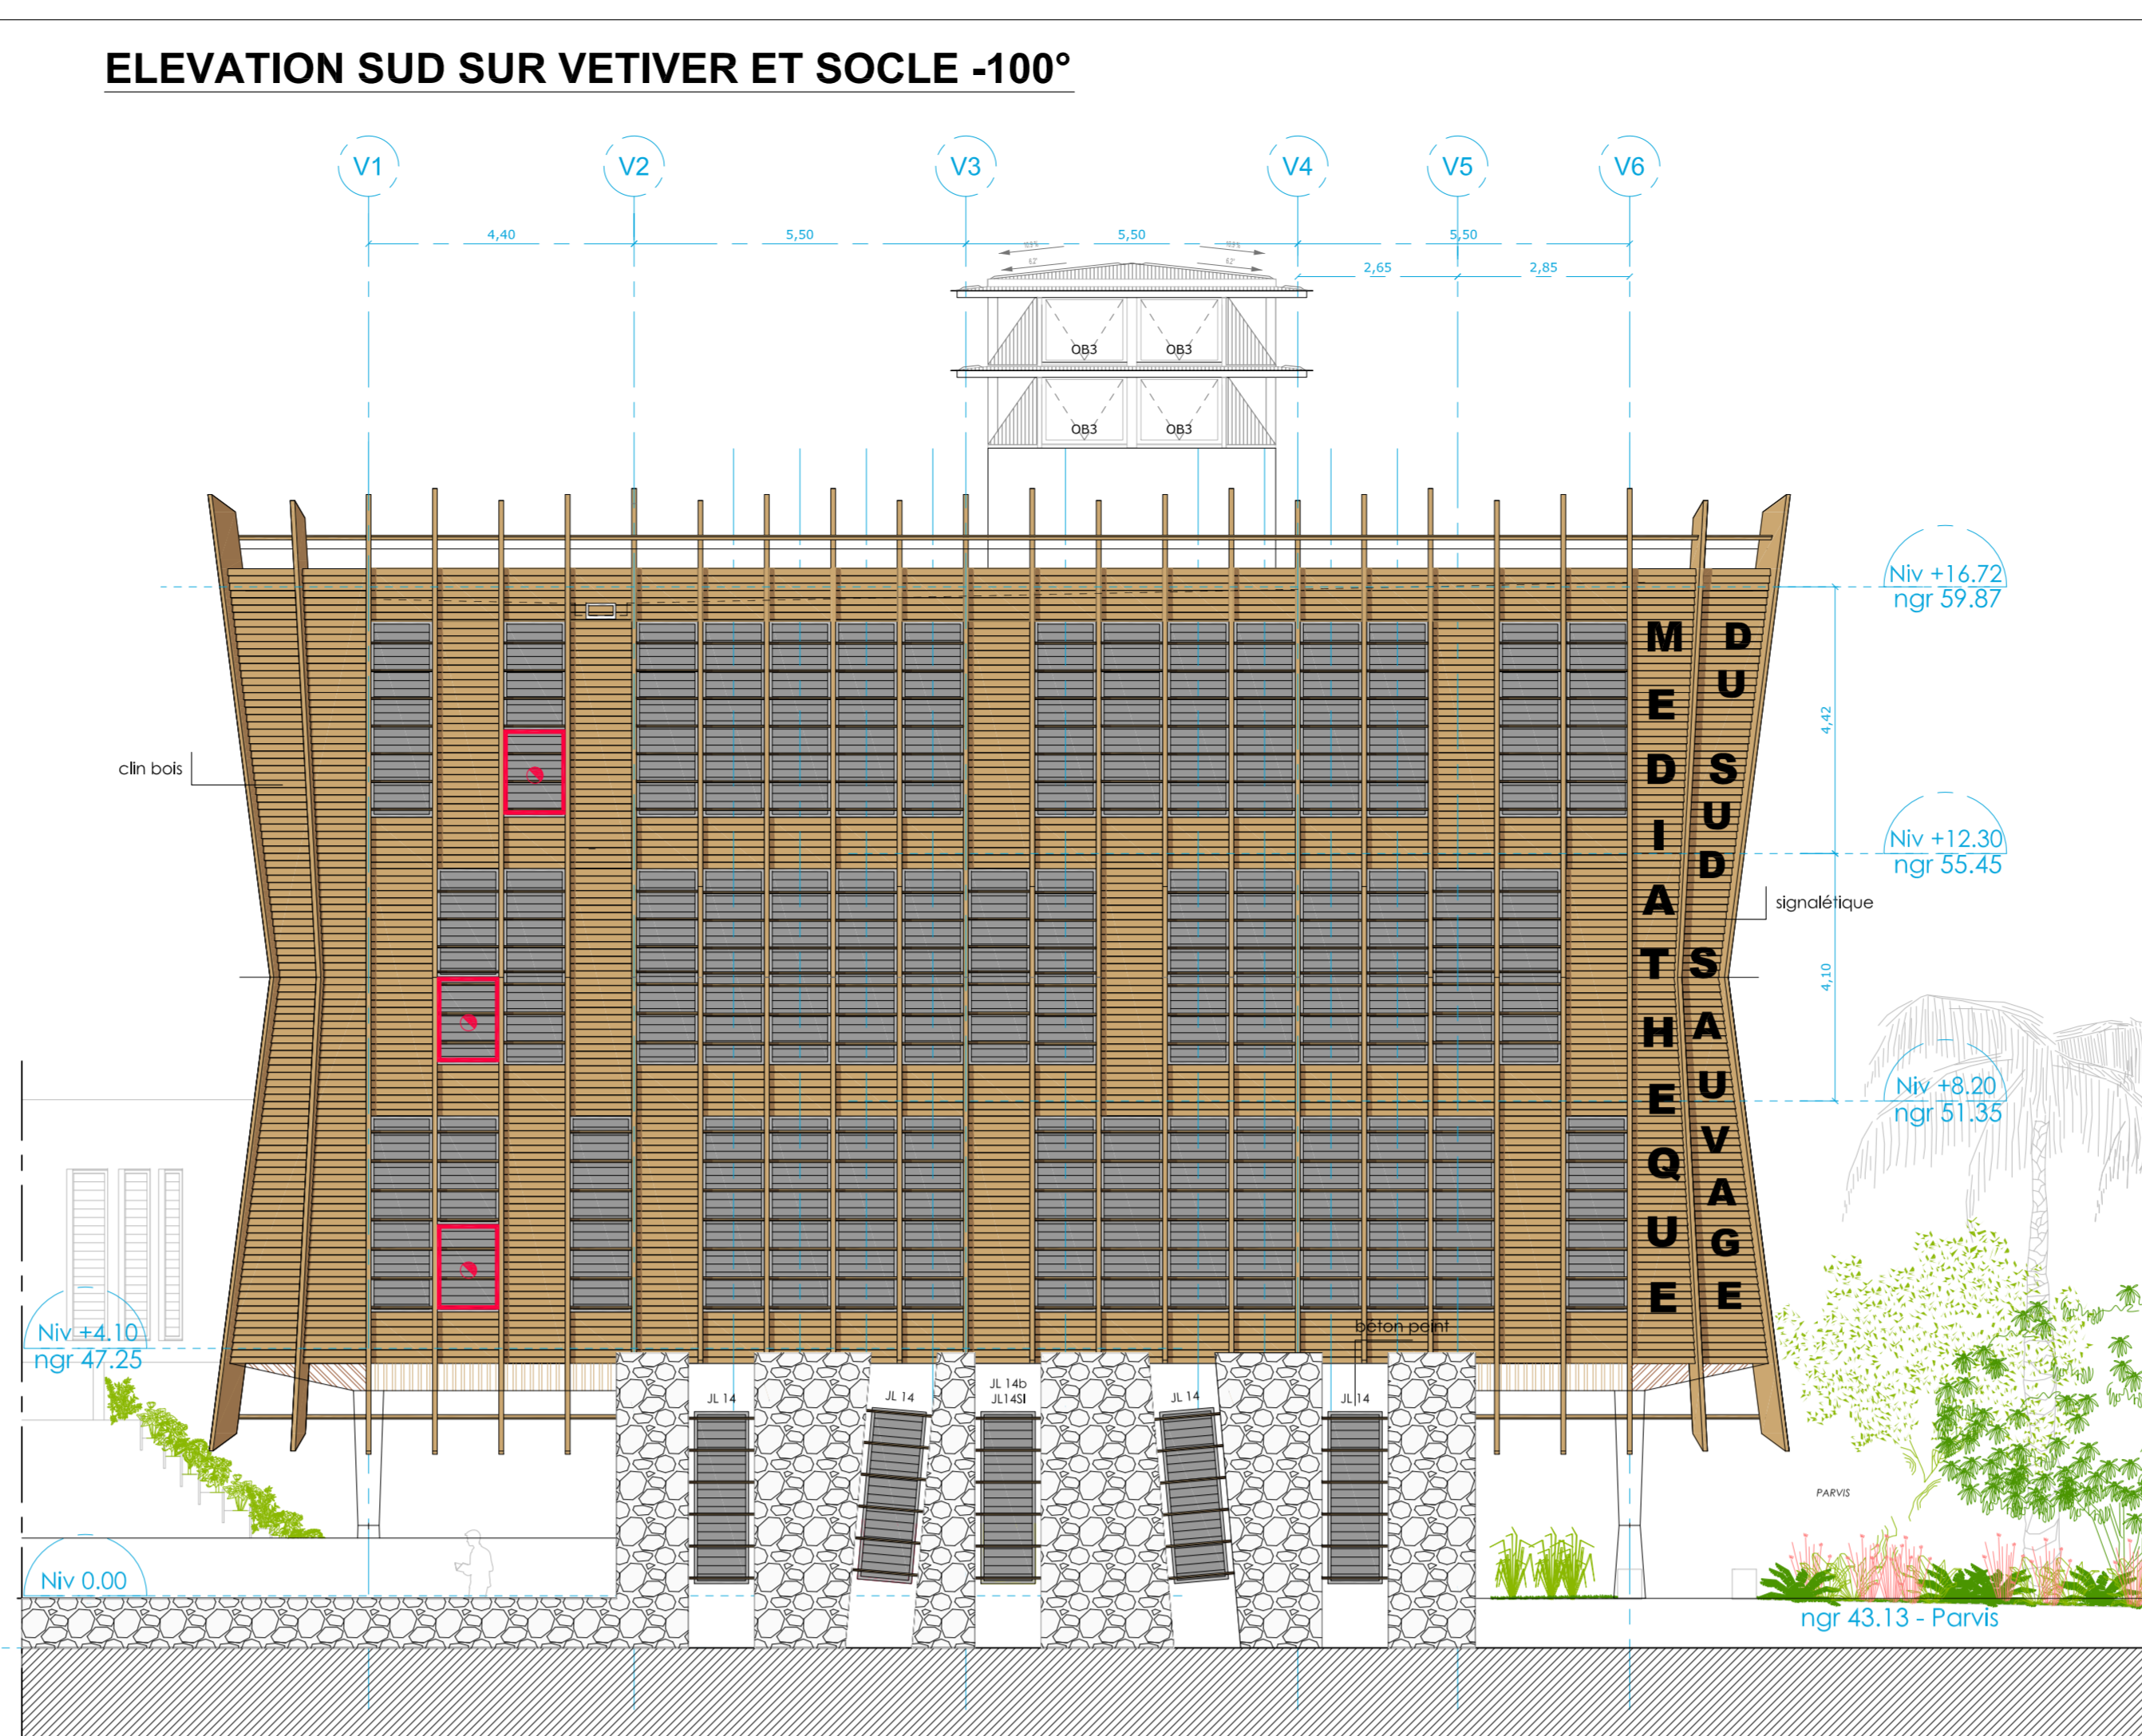 ELEVATION SUD SUR VETIVER ET SOCLE -100°
V1
V2
V3
V4
V5
V6
4,40
5,50
5,50
5,50
2,65
2,85
OB3
OB3
OB3
OB3
Niv +16.72
ngr 59.87
MEDIATHEQUE
DU SUD SAUVAGE
4,42
clin bois
Niv +12.30
ngr 55.45
signalétique
4,10
Niv +8.20
ngr 51.35
Niv +4.10
ngr 47.25
béton peint
JL 14
JL 14
JL 14b
JL14SI
JL 14
JL 14
PARVIS
Niv 0.00
ngr 43.13 - Parvis